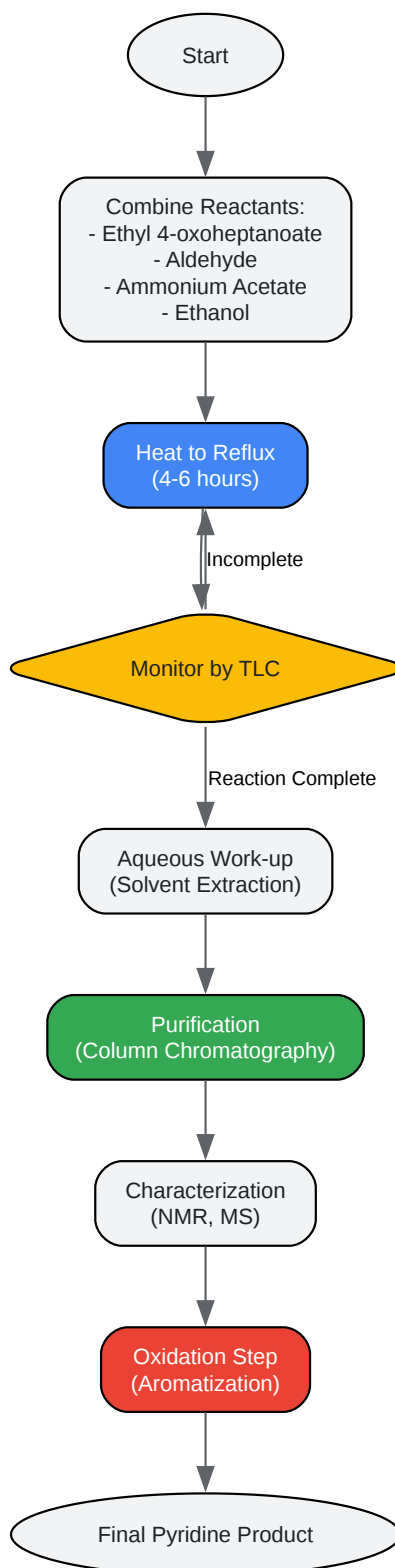 Start
Combine Reactants:
- Ethyl 4-oxoheptanoate
- Aldehyde
- Ammonium Acetate
- Ethanol
Heat to Reflux
(4-6 hours)
Incomplete
Monitor by TLC
Reaction Complete
Aqueous Work-up
(Solvent Extraction)
Purification
(Column Chromatography)
Characterization
(NMR, MS)
Oxidation Step
(Aromatization)
Final Pyridine Product